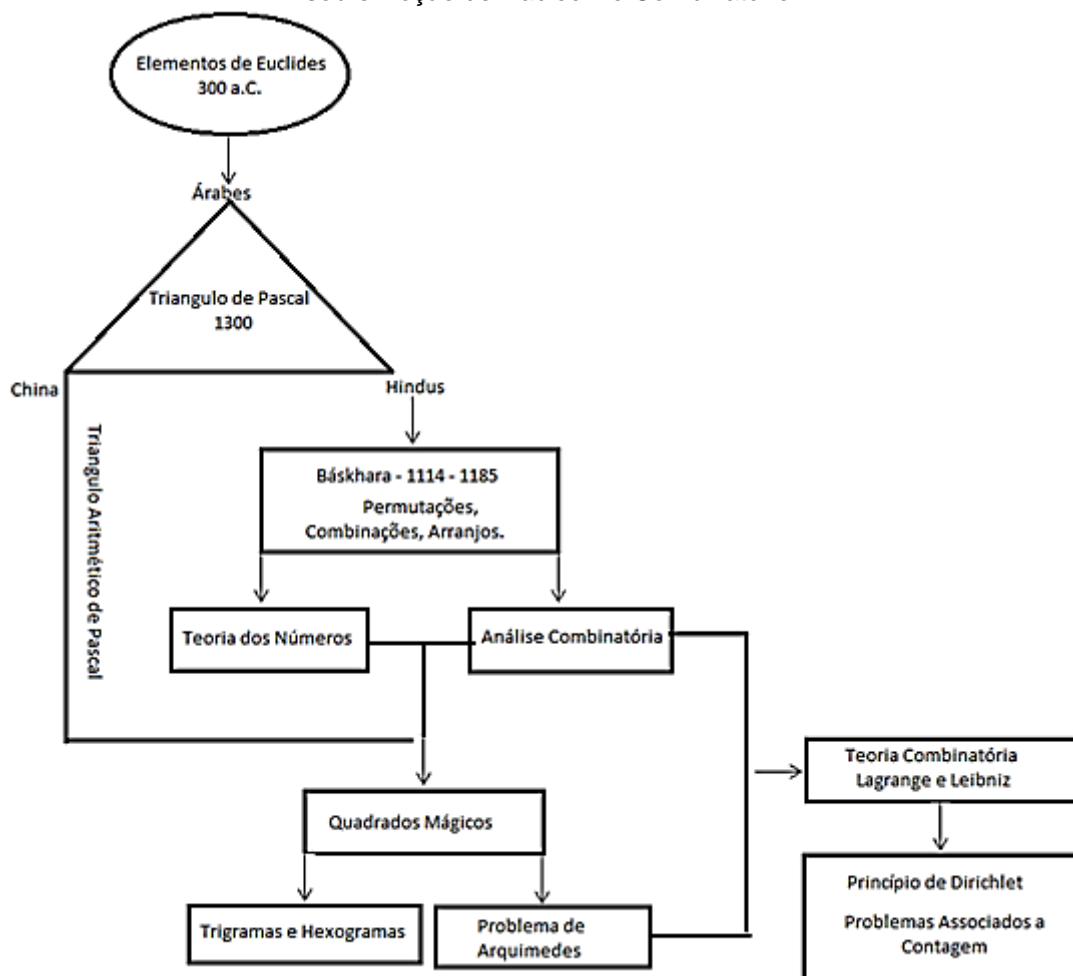 Elementos de Euclides
300 a.C.
Árabes
Triangulo de Pascal
1300
China
Hindus
Triangulo Aritmético de Pascal
Báskhara - 1114 - 1185
Permutações,
Combinações, Arranjos.
Teoria dos Números
Análise Combinatória
Teoria Combinatória
Lagrange e Leibniz
Quadrados Mágicos
Princípio de Dirichlet
Problemas Associados a
Contagem
Trigramas e Hexogramas
Problema de
Arquimedes